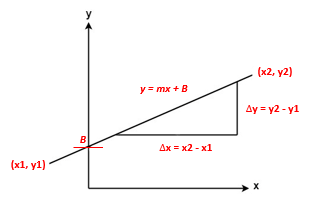 y
(x2, y2)
y = mx + B
Δy = y2 - y1
B
Δx = x2 - x1
(x1, y1)
x